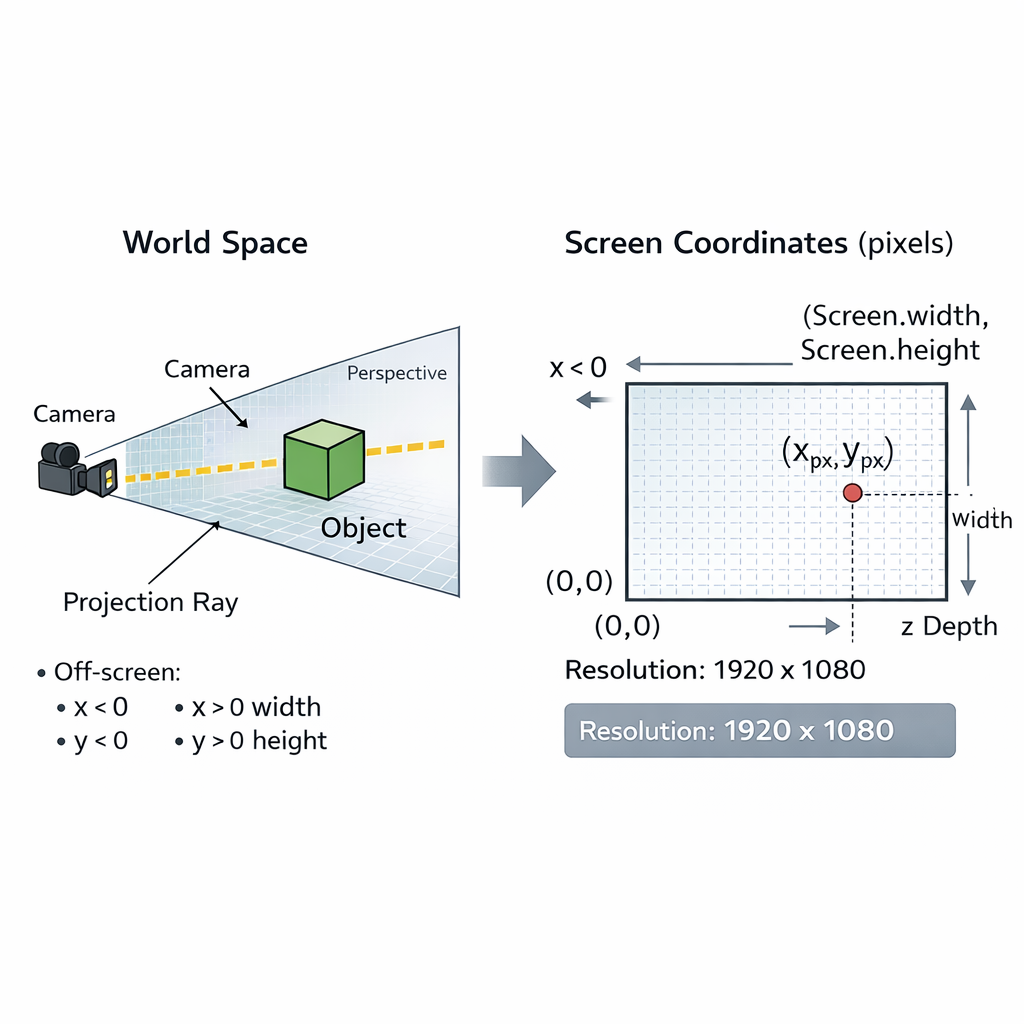 World Space
Camera
Perspective
Camera
Object
Projection Ray
• Off-screen:
• x < 0 • x > 0 width
• y < 0 • y > 0 height
Screen Coordinates (pixels)
(Screen.width,
Screen.height
x < 0
(xpx, ypx)
width
(0,0)
(0,0)
z Depth
Resolution: 1920 x 1080
Resolution: 1920 x 1080